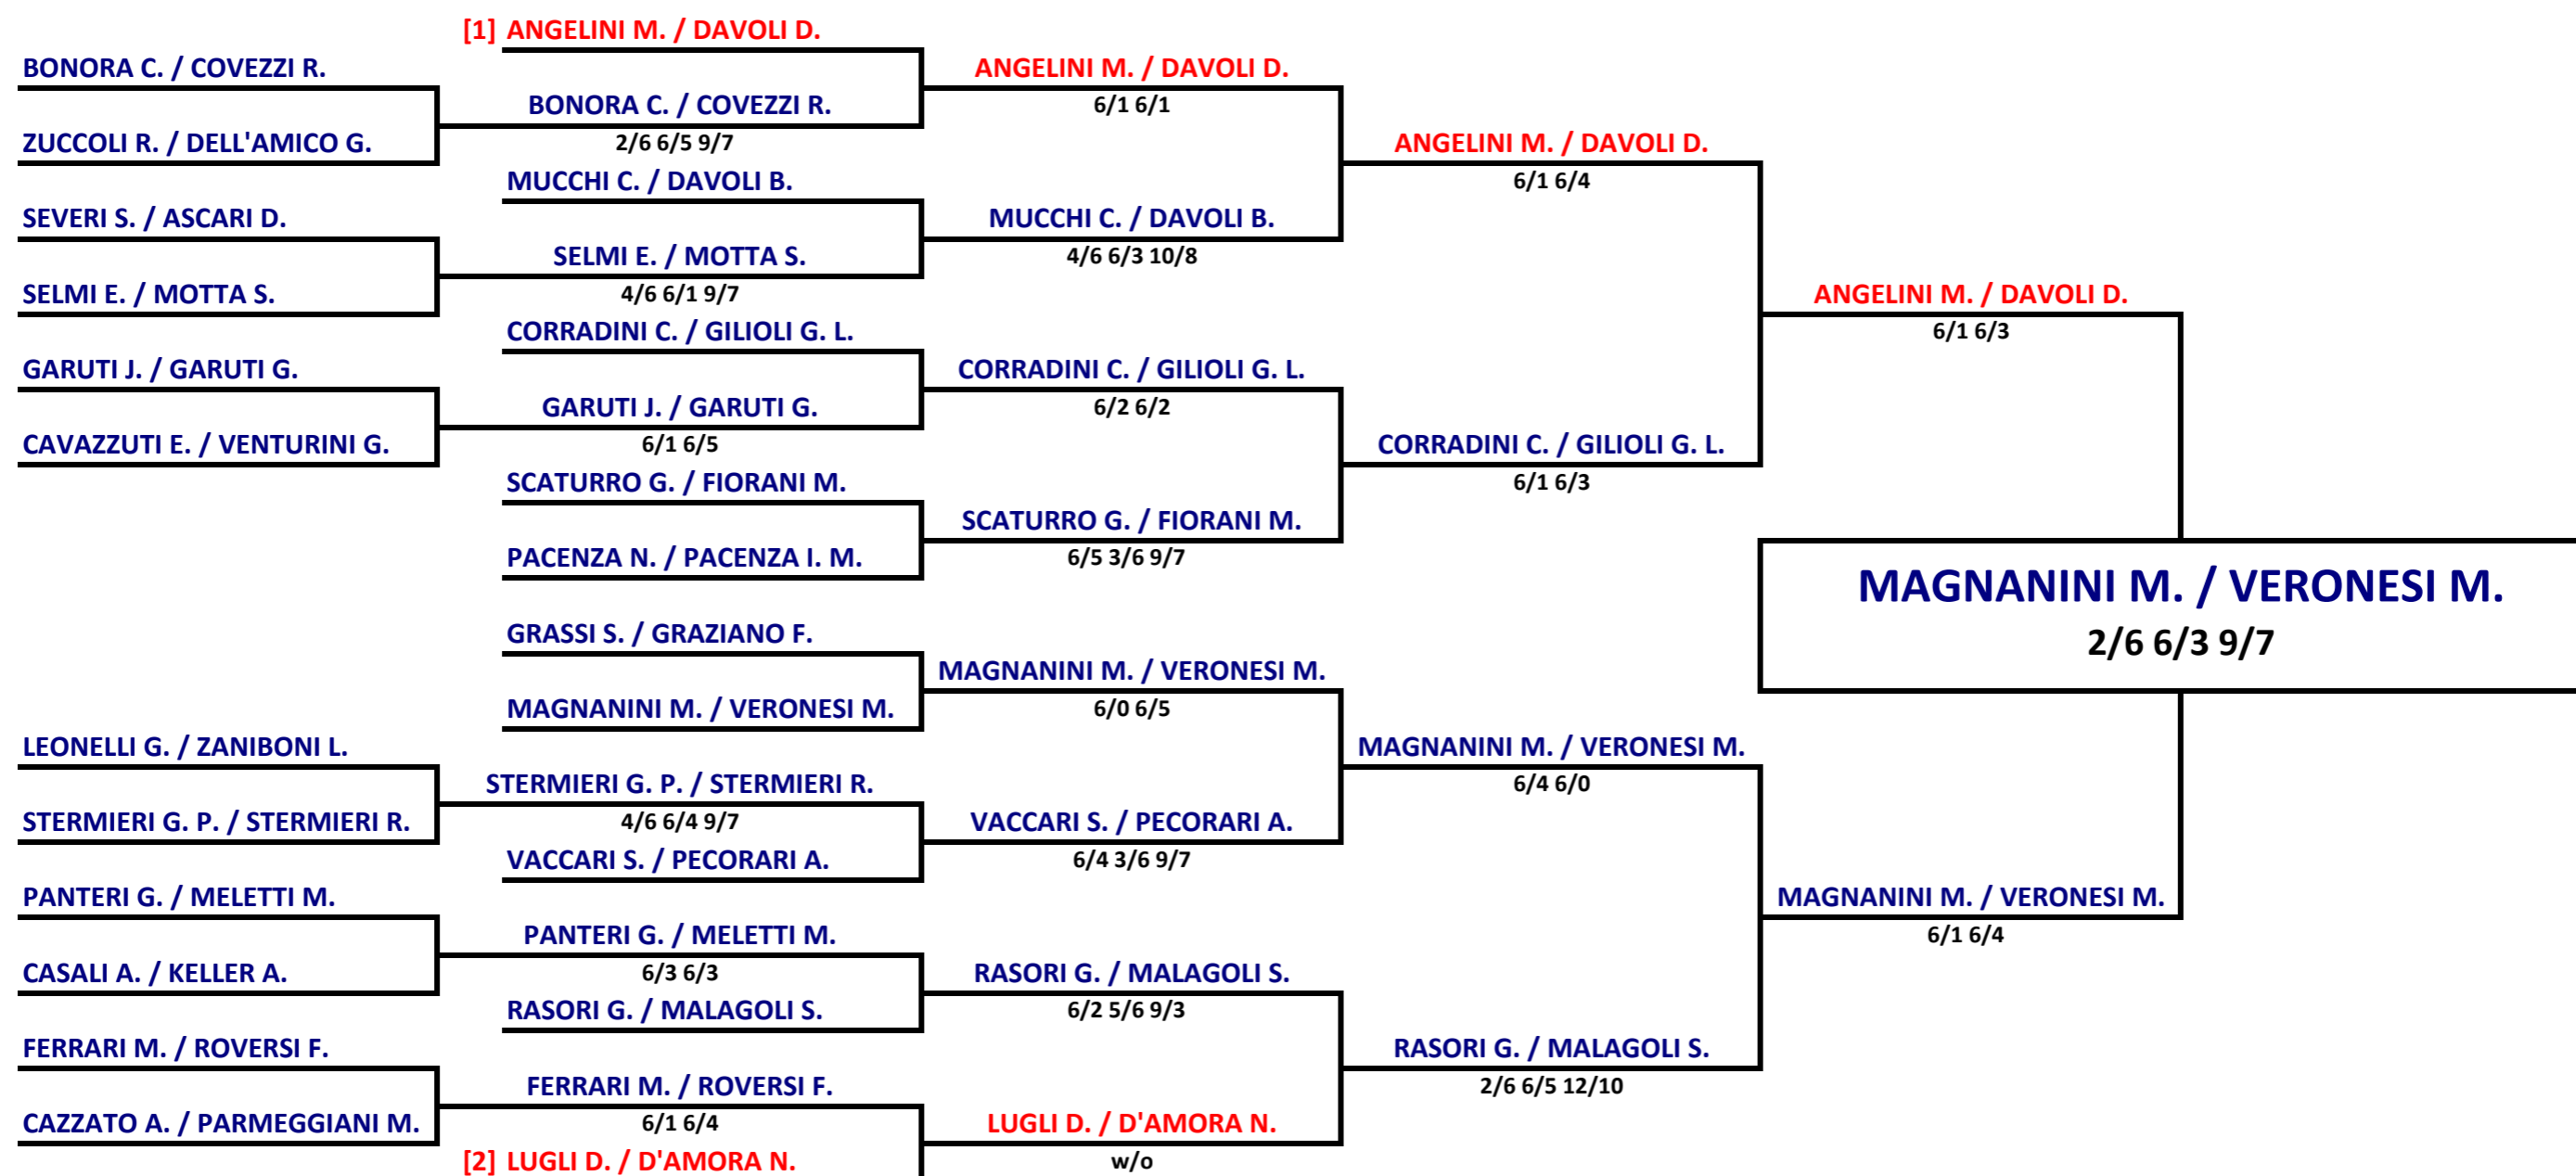 [1] ANGELINI M. / DAVOLI D.
BONORA C. / COVEZZI R.
ANGELINI M. / DAVOLI D.
BONORA C. / COVEZZI R.
6/1 6/1
ZUCCOLI R. / DELL'AMICO G.
2/6 6/5 9/7
ANGELINI M. / DAVOLI D.
MUCCHI C. / DAVOLI B.
6/1 6/4
SEVERI S. / ASCARI D.
MUCCHI C. / DAVOLI B.
SELMI E. / MOTTA S.
4/6 6/3 10/8
SELMI E. / MOTTA S.
4/6 6/1 9/7
ANGELINI M. / DAVOLI D.
CORRADINI C. / GILIOLI G. L.
6/1 6/3
GARUTI J. / GARUTI G.
CORRADINI C. / GILIOLI G. L.
GARUTI J. / GARUTI G.
6/2 6/2
CAVAZZUTI E. / VENTURINI G.
6/1 6/5
CORRADINI C. / GILIOLI G. L.
SCATURRO G. / FIORANI M.
6/1 6/3
SCATURRO G. / FIORANI M.
PACENZA N. / PACENZA I. M.
6/5 3/6 9/7
MAGNANINI M. / VERONESI M.
2/6 6/3 9/7
GRASSI S. / GRAZIANO F.
MAGNANINI M. / VERONESI M.
MAGNANINI M. / VERONESI M.
6/0 6/5
LEONELLI G. / ZANIBONI L.
MAGNANINI M. / VERONESI M.
STERMIERI G. P. / STERMIERI R.
6/4 6/0
STERMIERI G. P. / STERMIERI R.
4/6 6/4 9/7
VACCARI S. / PECORARI A.
VACCARI S. / PECORARI A.
6/4 3/6 9/7
PANTERI G. / MELETTI M.
MAGNANINI M. / VERONESI M.
PANTERI G. / MELETTI M.
6/1 6/4
CASALI A. / KELLER A.
6/3 6/3
RASORI G. / MALAGOLI S.
RASORI G. / MALAGOLI S.
6/2 5/6 9/3
FERRARI M. / ROVERSI F.
RASORI G. / MALAGOLI S.
FERRARI M. / ROVERSI F.
2/6 6/5 12/10
CAZZATO A. / PARMEGGIANI M.
6/1 6/4
LUGLI D. / D'AMORA N.
[2] LUGLI D. / D'AMORA N.
w/o